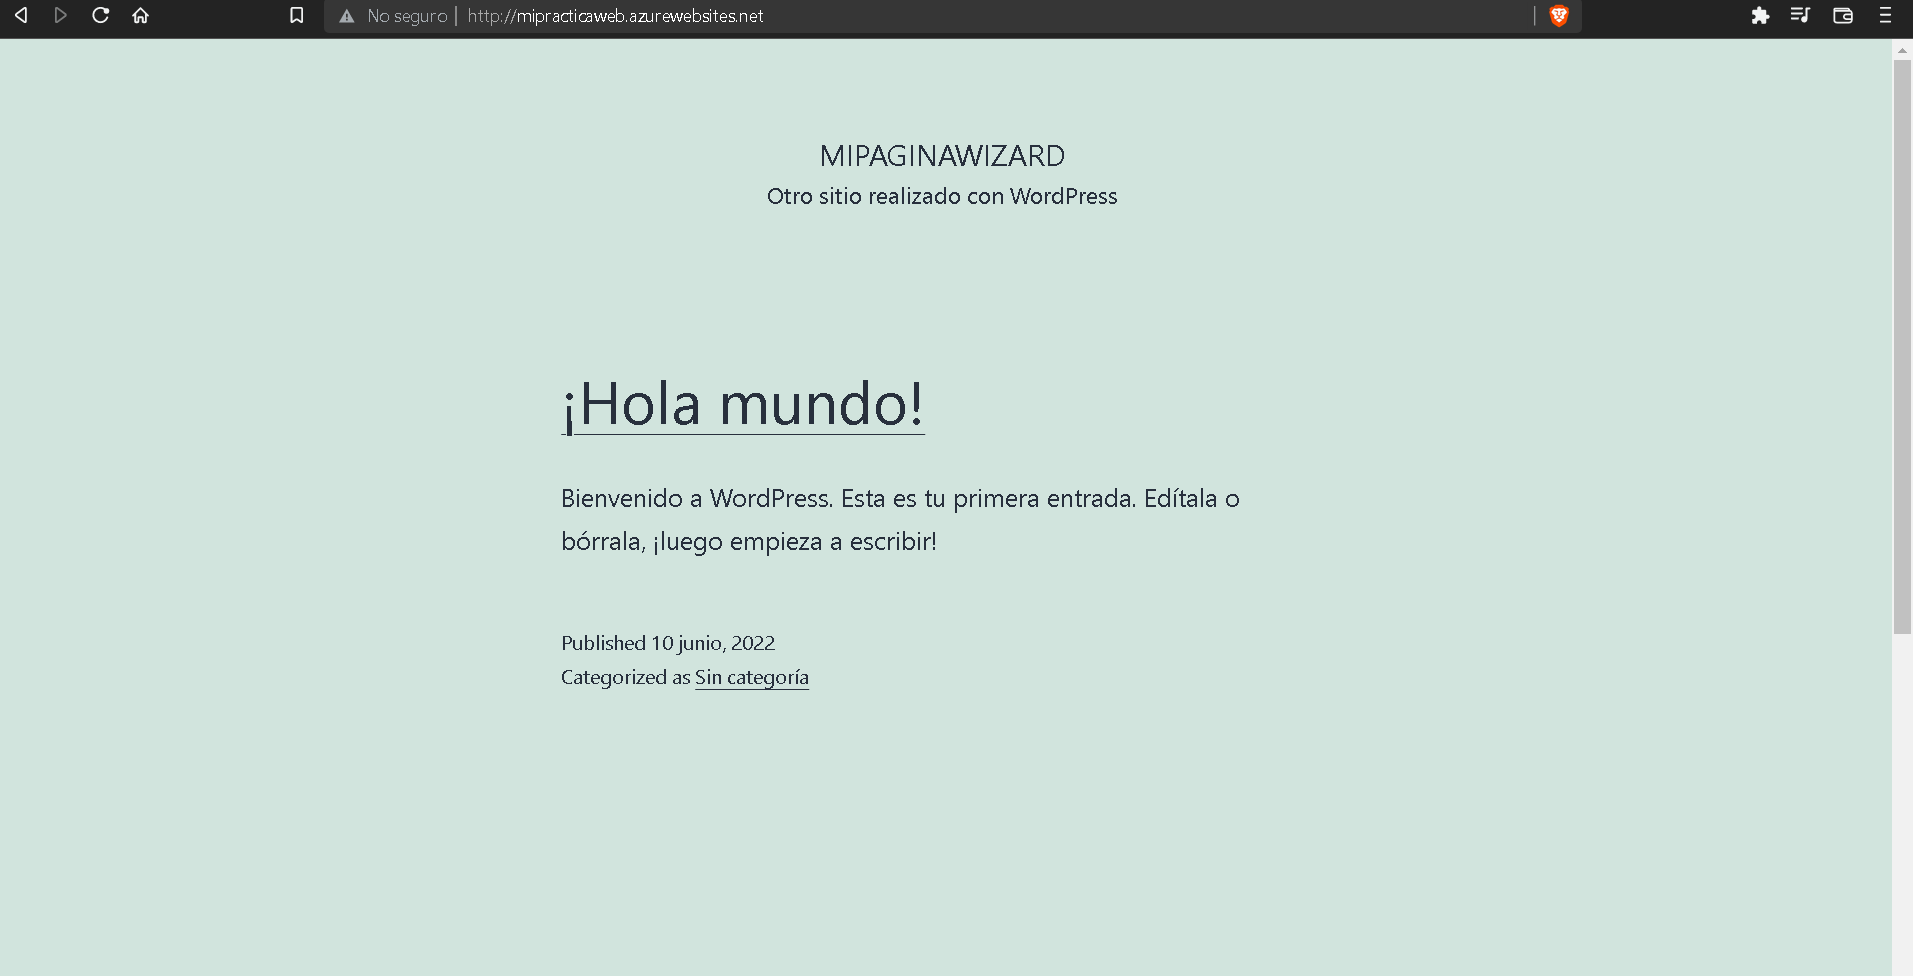 No seguro | http://mipracticaweb.azurewebsites.net
MIPAGINAWIZARD
Otro sitio realizado con WordPress
¡Hola mundo!
Bienvenido a WordPress. Esta es tu primera entrada. Edítala o
bórrala, ¡luego empieza a escribir!
Published 10 junio, 2022
Categorized as Sin categoría